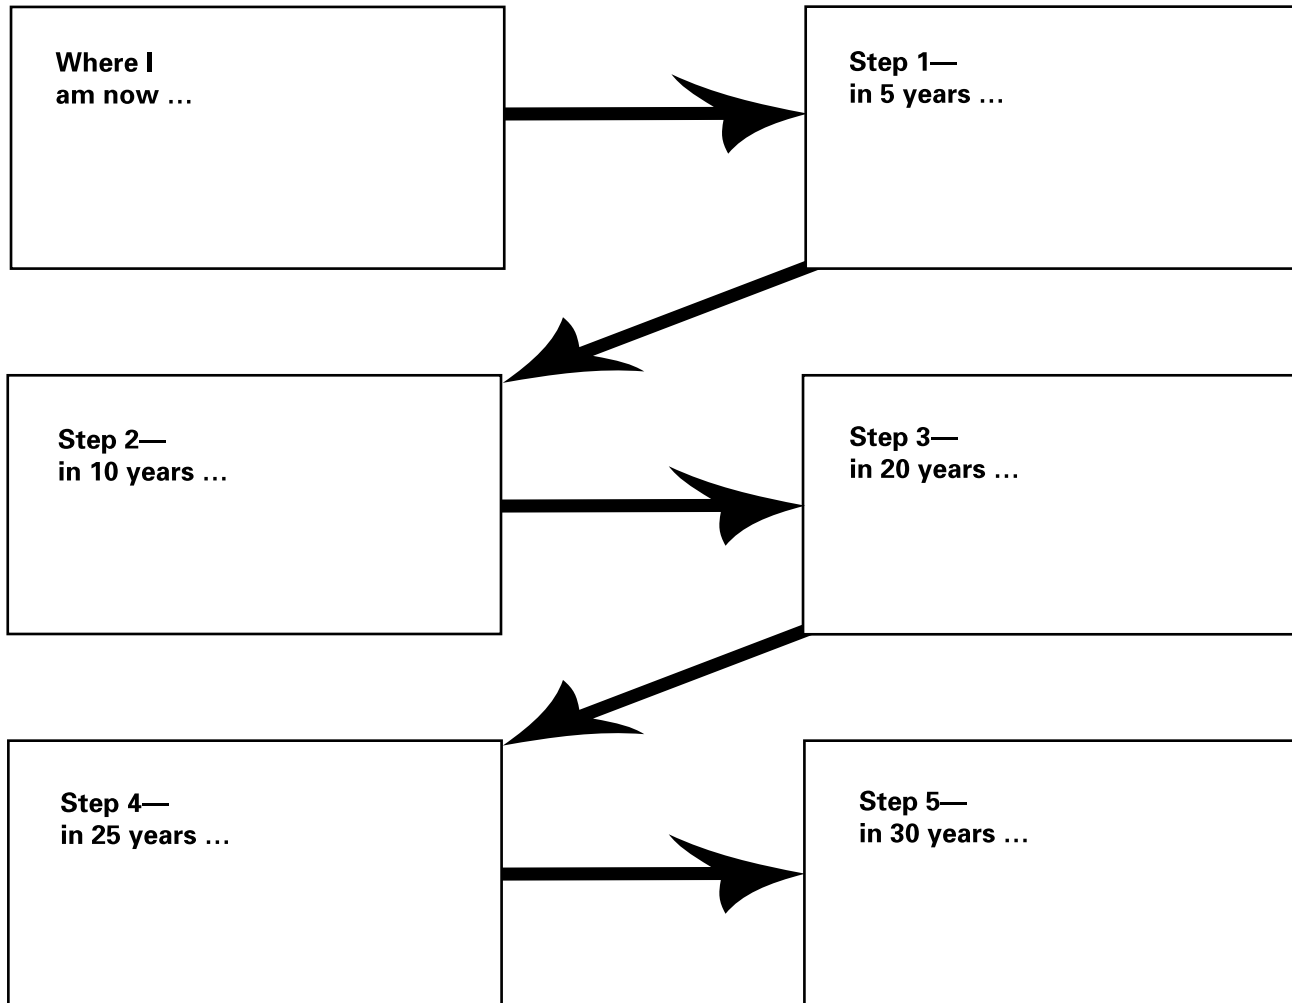 Where I
am now ...
Step 1—
in 5 years ...
Step 2—
in 10 years ...
Step 3—
in 20 years ...
Step 4—
in 25 years ...
Step 5—
in 30 years ...